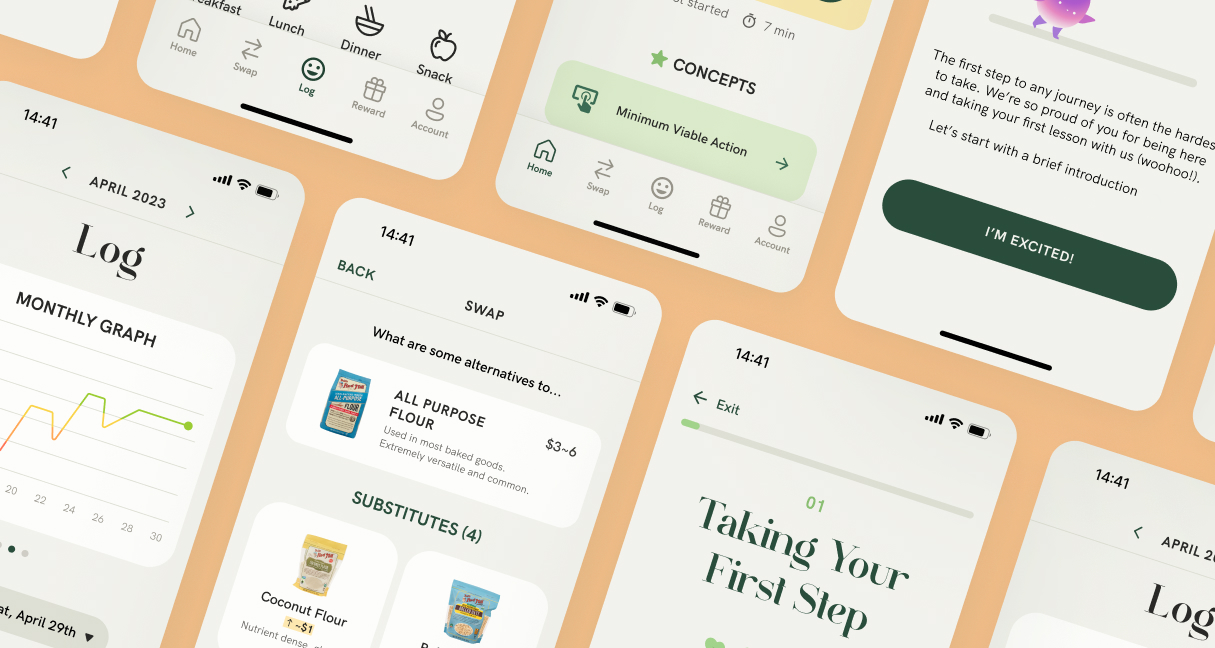 Lunch
Dinner
Snack
Home
Swap
Log
Reward
Account
started
7 min
CONCEPTS
Minimum Viable Action
Home
Swap
Log
Reward
Account
The first step to any journey is often the
to take. We’re so proud of you for being here
and taking your first lesson with us (woohoo!).
Let’s start with a brief introduction
I’M EXCITED!
14:41
APRIL 2023
Log
MONTHLY GRAPH
20 22 24 26 28 30
April 29th
14:41
BACK
SWAP
What are some alternatives to...
ALL PURPOSE
FLOUR
$3~6
Used in most baked goods.
Extremely versatile and common.
SUBSTITUTES (4)
Coconut Flour
↑ ~$1
Nutrient dense,
14:41
Exit
01
Taking Your
First Step
14:41
APRIL
Log